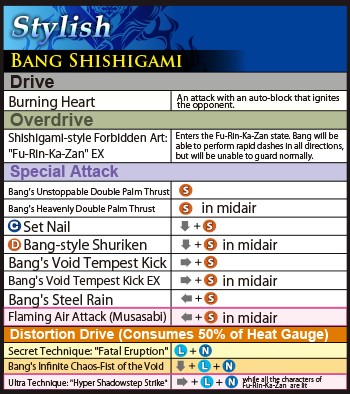 Stylish
BANG SHISHIGAMI
Drive
Burning Heart
An attack with an auto-block that ignites
the opponent.
Overdrive
Shishigami-style Forbidden Art:
"Fu-Rin-Ka-Zan" EX
Enters the Fu-Rin-Ka-Zan state. Bang will be
able to perform rapid dashes in all directions,
but will be unable to guard normally.
Special Attack
Bang's Unstoppable Double Palm Thrust S
Bang's Heavenly Double Palm Thrust S in midair
C Set Nail ↓ + S
D Bang-style Shuriken ↓ + S in midair
Bang's Void Tempest Kick → + S
Bang's Void Tempest Kick EX → + S in midair
Bang's Steel Rain ← + S
Flaming Air Attack (Musasabi) ← + S in midair
Distortion Drive (Consumes 50% of Heat Gauge)
Secret Technique: "Fatal Eruption" L + N
Bang's Infinite Chaos-Fist of the Void ↓ + L + N
Ultra Technique: "Hyper Shadowstep Strike" → + L + N while all the characters of
Fu-Rin-Ka-Zan are lit